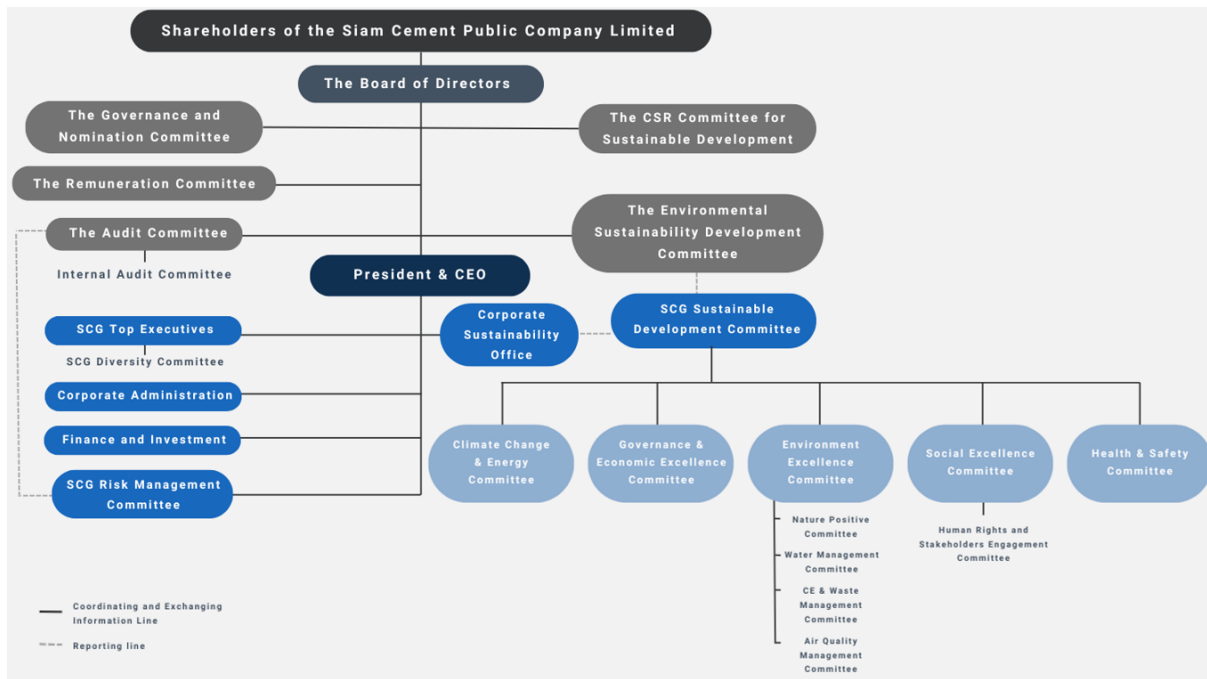 Shareholders of the Siam Cement Public Company Limited
The Board of Directors
The Governance and
Nomination Committee
The CSR Committee for
Sustainable Development
The Remuneration Committee
The Audit Committee
Internal Audit Committee
The Environmental
Sustainability Development
Committee
President & CEO
SCG Top Executives
SCG Diversity Committee
Corporate
Sustainability
Office
SCG Sustainable
Development Committee
Corporate Administration
Finance and Investment
SCG Risk Management
Committee
Climate Change
& Energy
Committee
Governance &
Economic Excellence
Committee
Environment
Excellence
Committee
Social Excellence
Committee
Health & Safety
Committee
Nature Positive
Committee
Water Management
Committee
CE & Waste
Management
Committee
Air Quality
Management
Committee
Human Rights and
Stakeholders Engagement
Committee
Coordinating and Exchanging
Information Line
Reporting line